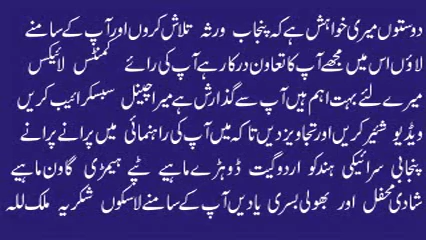 دوستوں میری خواہش ہے کہ پنجاب ورثہ تلاش کروں اور آپ کے سامنے
لاؤں اس میں مجھے آپ کا تعاون درکار ہے آپ کی رائے کمنٹس لائیکس
میرے لئے بہت اہم ہیں آپ سے گذارش ہے میرا چینل سبسکرائیب کریں
ویڈیو شئیر کریں اور تجاویز دیں تاکہ میں آپ کی راہنمائی میں پرانے پرانے
پنجابی سرائیکی ہندکو اردو گیت ڈوہڑے ماہیے ٹپے ہیمڑی گاون ماہیے
شادی محفل اور بھولی بسری یادیں آپ کے سامنے لاسکوں شکریہ ملک للہ